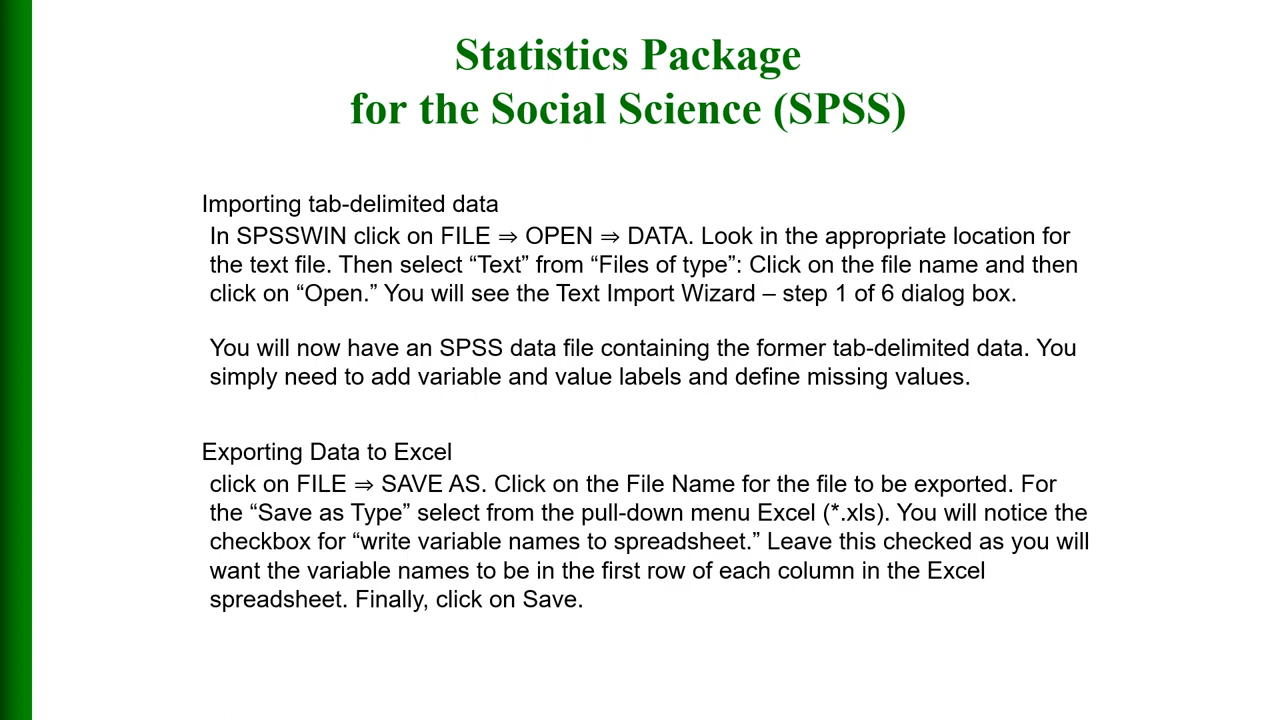 Statistics Package
for the Social Science (SPSS)
Importing tab-delimited data
In SPSSWIN click on FILE ⇒ OPEN ⇒ DATA. Look in the appropriate location for
the text file. Then select “Text” from “Files of type”: Click on the file name and then
click on “Open.” You will see the Text Import Wizard – step 1 of 6 dialog box.
You will now have an SPSS data file containing the former tab-delimited data. You
simply need to add variable and value labels and define missing values.
Exporting Data to Excel
click on FILE ⇒ SAVE AS. Click on the File Name for the file to be exported. For
the “Save as Type” select from the pull-down menu Excel (*.xls). You will notice the
checkbox for “write variable names to spreadsheet.” Leave this checked as you will
want the variable names to be in the first row of each column in the Excel
spreadsheet. Finally, click on Save.